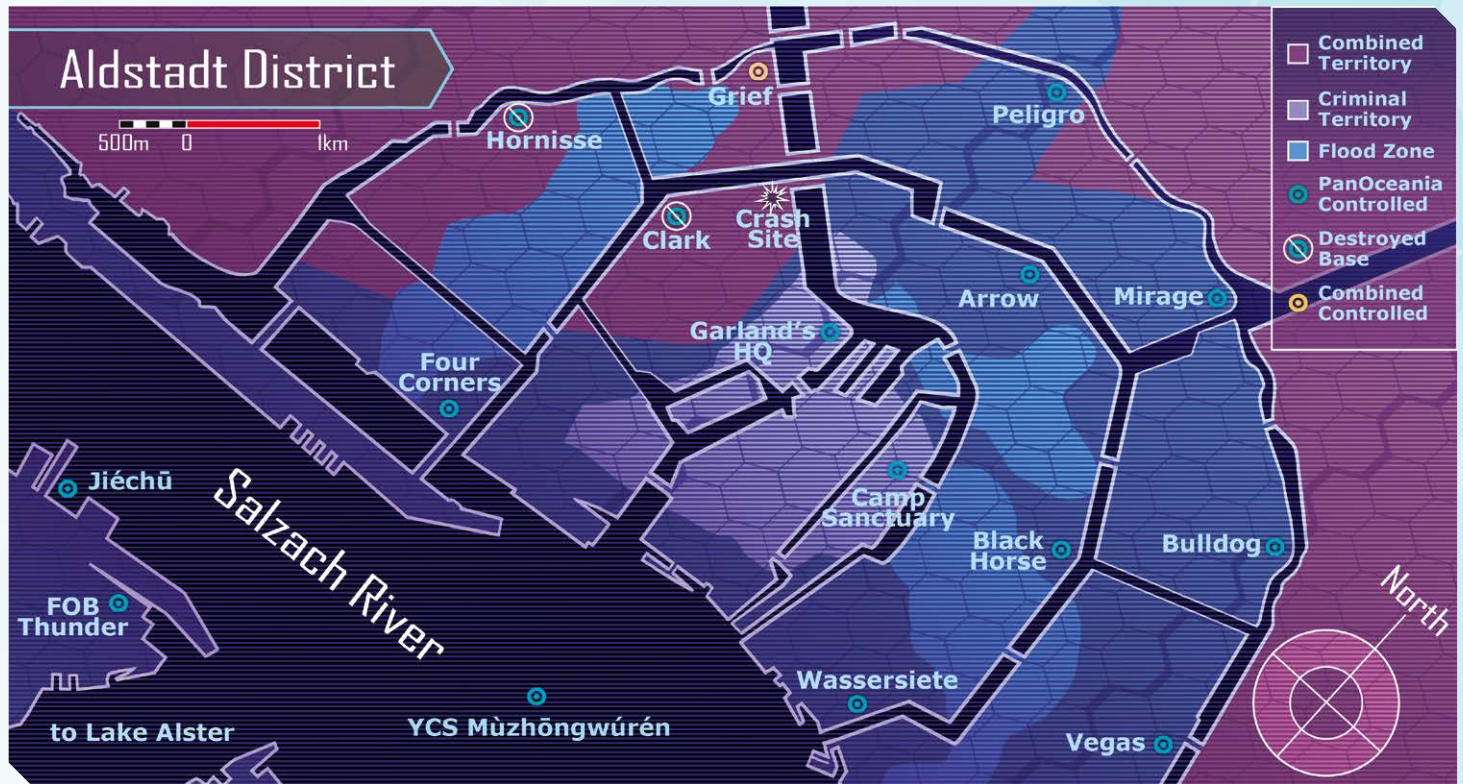 Aldstadt District
500m
0
1km
Combined
Territory
Criminal
Territory
Flood Zone
PanOceania
Controlled
Destroyed
Base
Combined
Controlled
Grief
Peligro
Hornisse
Clark
Crash
Site
Arrow
Mirage
Garland's
HQ
Four
Corners
Jiéchū
Camp
Sanctuary
Salzach River
Black
Horse
Bulldog
FOB
Thunder
North
Wassersiete
YCS Mùzhōngwúrén
to Lake Alster
Vegas